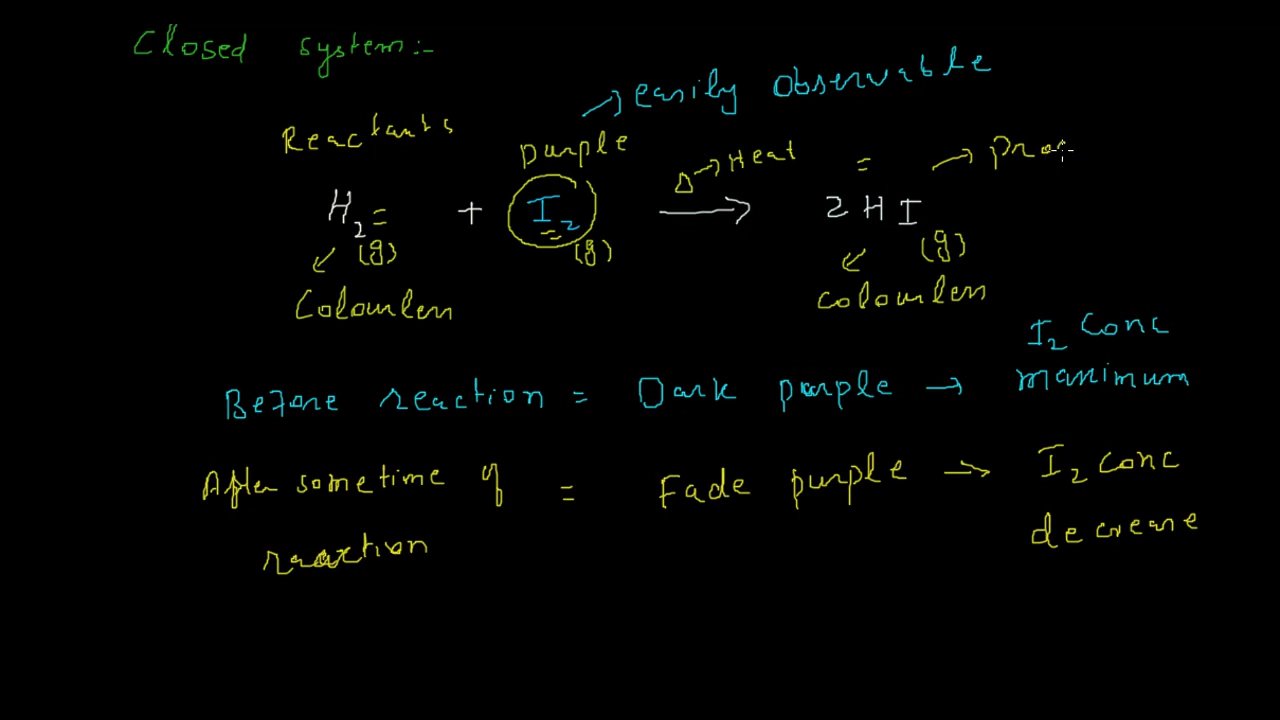 Closed system:-
→ easily observable
Reactants
purple
Δ → Heat
= → Pro
H₂ + I₂ ⟶ 2HI
(g) (g) (g)
Colourless colourless
Before reaction = Dark purple → I₂ Conc maximum
After sometime of reaction = Fade purple → I₂ conc decrease